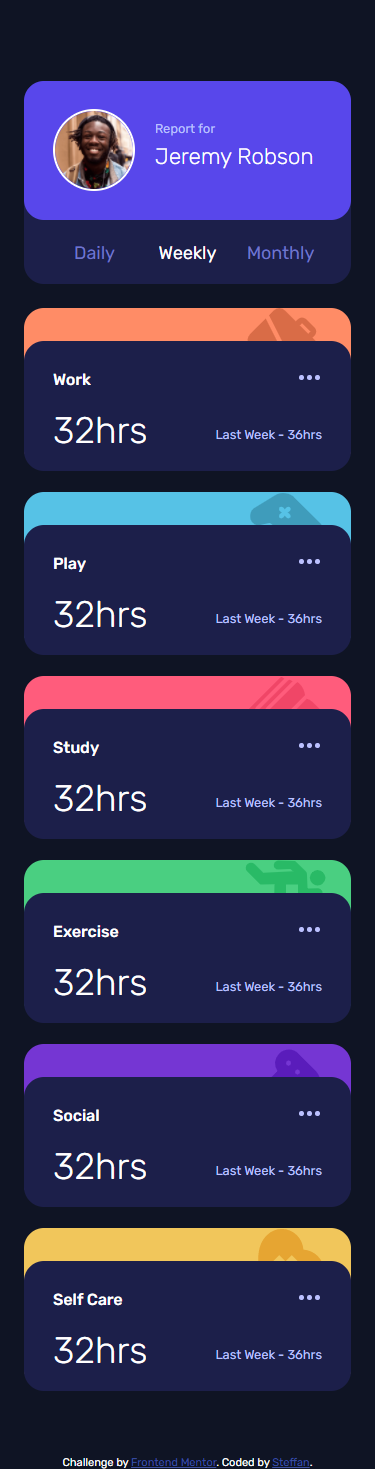 Report for
Jeremy Robson
Daily Weekly Monthly
Work
32hrs Last Week - 36hrs
Play
32hrs Last Week - 36hrs
Study
32hrs Last Week - 36hrs
Exercise
32hrs Last Week - 36hrs
Social
32hrs Last Week - 36hrs
Self Care
32hrs Last Week - 36hrs
Challenge by Frontend Mentor. Coded by Steffan.